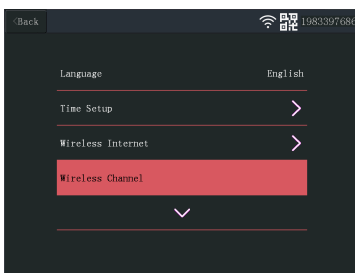 <Back
1983397686
Language English
Time Setup
Wireless Internet
Wireless Channel